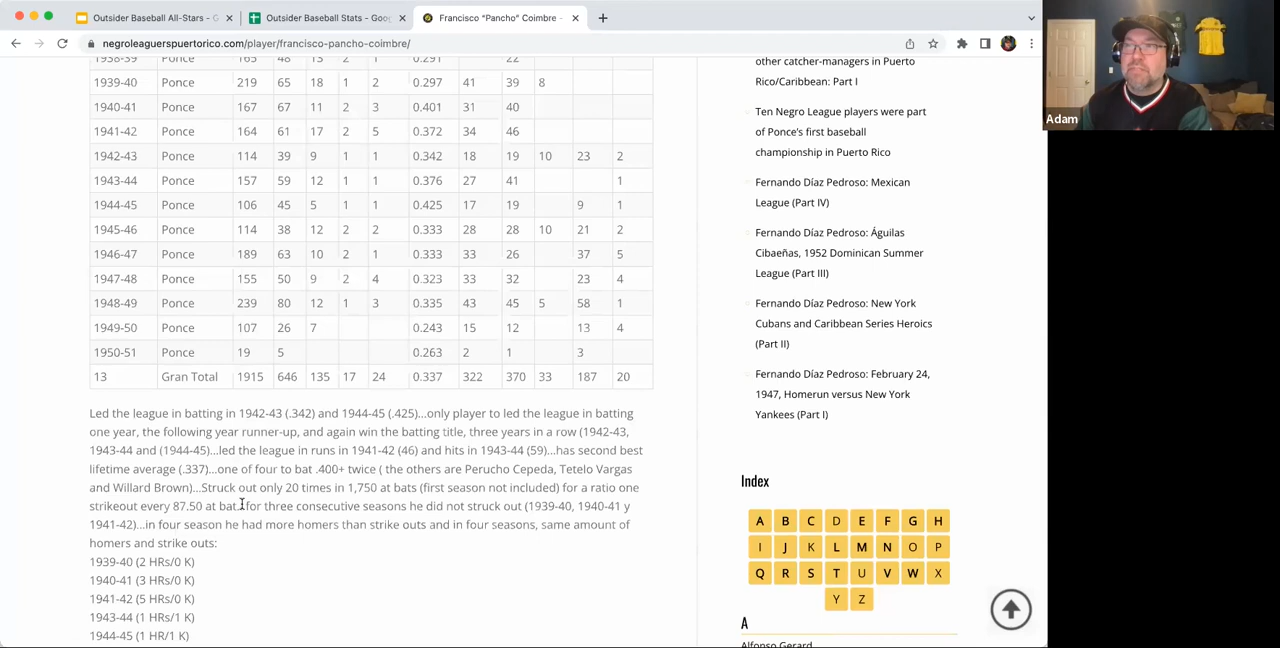 Outsider Baseball All-Stars - G
Outsider Baseball Stats - Goo
Francisco "Pancho" Coimbre -
negroleaguerspuertorico.com/player/francisco-pancho-coimbre/
Adam
1938-39 Ponce 165 48 13 2 1 0.291 22
1939-40 Ponce 219 65 18 1 2 0.297 41 39 8
1940-41 Ponce 167 67 11 2 3 0.401 31 40
1941-42 Ponce 164 61 17 2 5 0.372 34 46
1942-43 Ponce 114 39 9 1 1 0.342 18 19 10 23 2
1943-44 Ponce 157 59 12 1 1 0.376 27 41 1
1944-45 Ponce 106 45 5 1 1 0.425 17 19 9 1
1945-46 Ponce 114 38 12 2 2 0.333 28 28 10 21 2
1946-47 Ponce 189 63 10 2 1 0.333 33 26 37 5
1947-48 Ponce 155 50 9 2 4 0.323 33 32 23 4
1948-49 Ponce 239 80 12 1 3 0.335 43 45 5 58 1
1949-50 Ponce 107 26 7 0.243 15 12 13 4
1950-51 Ponce 19 5 0.263 2 1 3
13 Gran Total 1915 646 135 17 24 0.337 322 370 33 187 20
Led the league in batting in 1942-43 (.342) and 1944-45 (.425)...only player to led the league in batting
one year, the following year runner-up, and again win the batting title, three years in a row (1942-43,
1943-44 and (1944-45)...led the league in runs in 1941-42 (46) and hits in 1943-44 (59)...has second best
lifetime average (.337)...one of four to bat .400+ twice ( the others are Perucho Cepeda, Tetelo Vargas
and Willard Brown)...Struck out only 20 times in 1,750 at bats (first season not included) for a ratio one
strikeout every 87.50 at bat..for three consecutive seasons he did not struck out (1939-40, 1940-41 y
1941-42)...in four season he had more homers than strike outs and in four seasons, same amount of
homers and strike outs:
1939-40 (2 HRs/0 K)
1940-41 (3 HRs/0 K)
1941-42 (5 HRs/0 K)
1943-44 (1 HRs/1 K)
1944-45 (1 HR/1 K)
other catcher-managers in Puerto
Rico/Caribbean: Part I
Ten Negro League players were part
of Ponce's first baseball
championship in Puerto Rico
Fernando Díaz Pedroso: Mexican
League (Part IV)
Fernando Díaz Pedroso: Águilas
Cibaeñas, 1952 Dominican Summer
League (Part III)
Fernando Díaz Pedroso: New York
Cubans and Caribbean Series Heroics
(Part II)
Fernando Díaz Pedroso: February 24,
1947, Homerun versus New York
Yankees (Part I)
Index
A B C D E F G H
I J K L M N O P
Q R S T U V W X
Y Z
A
Alfonso Gerard